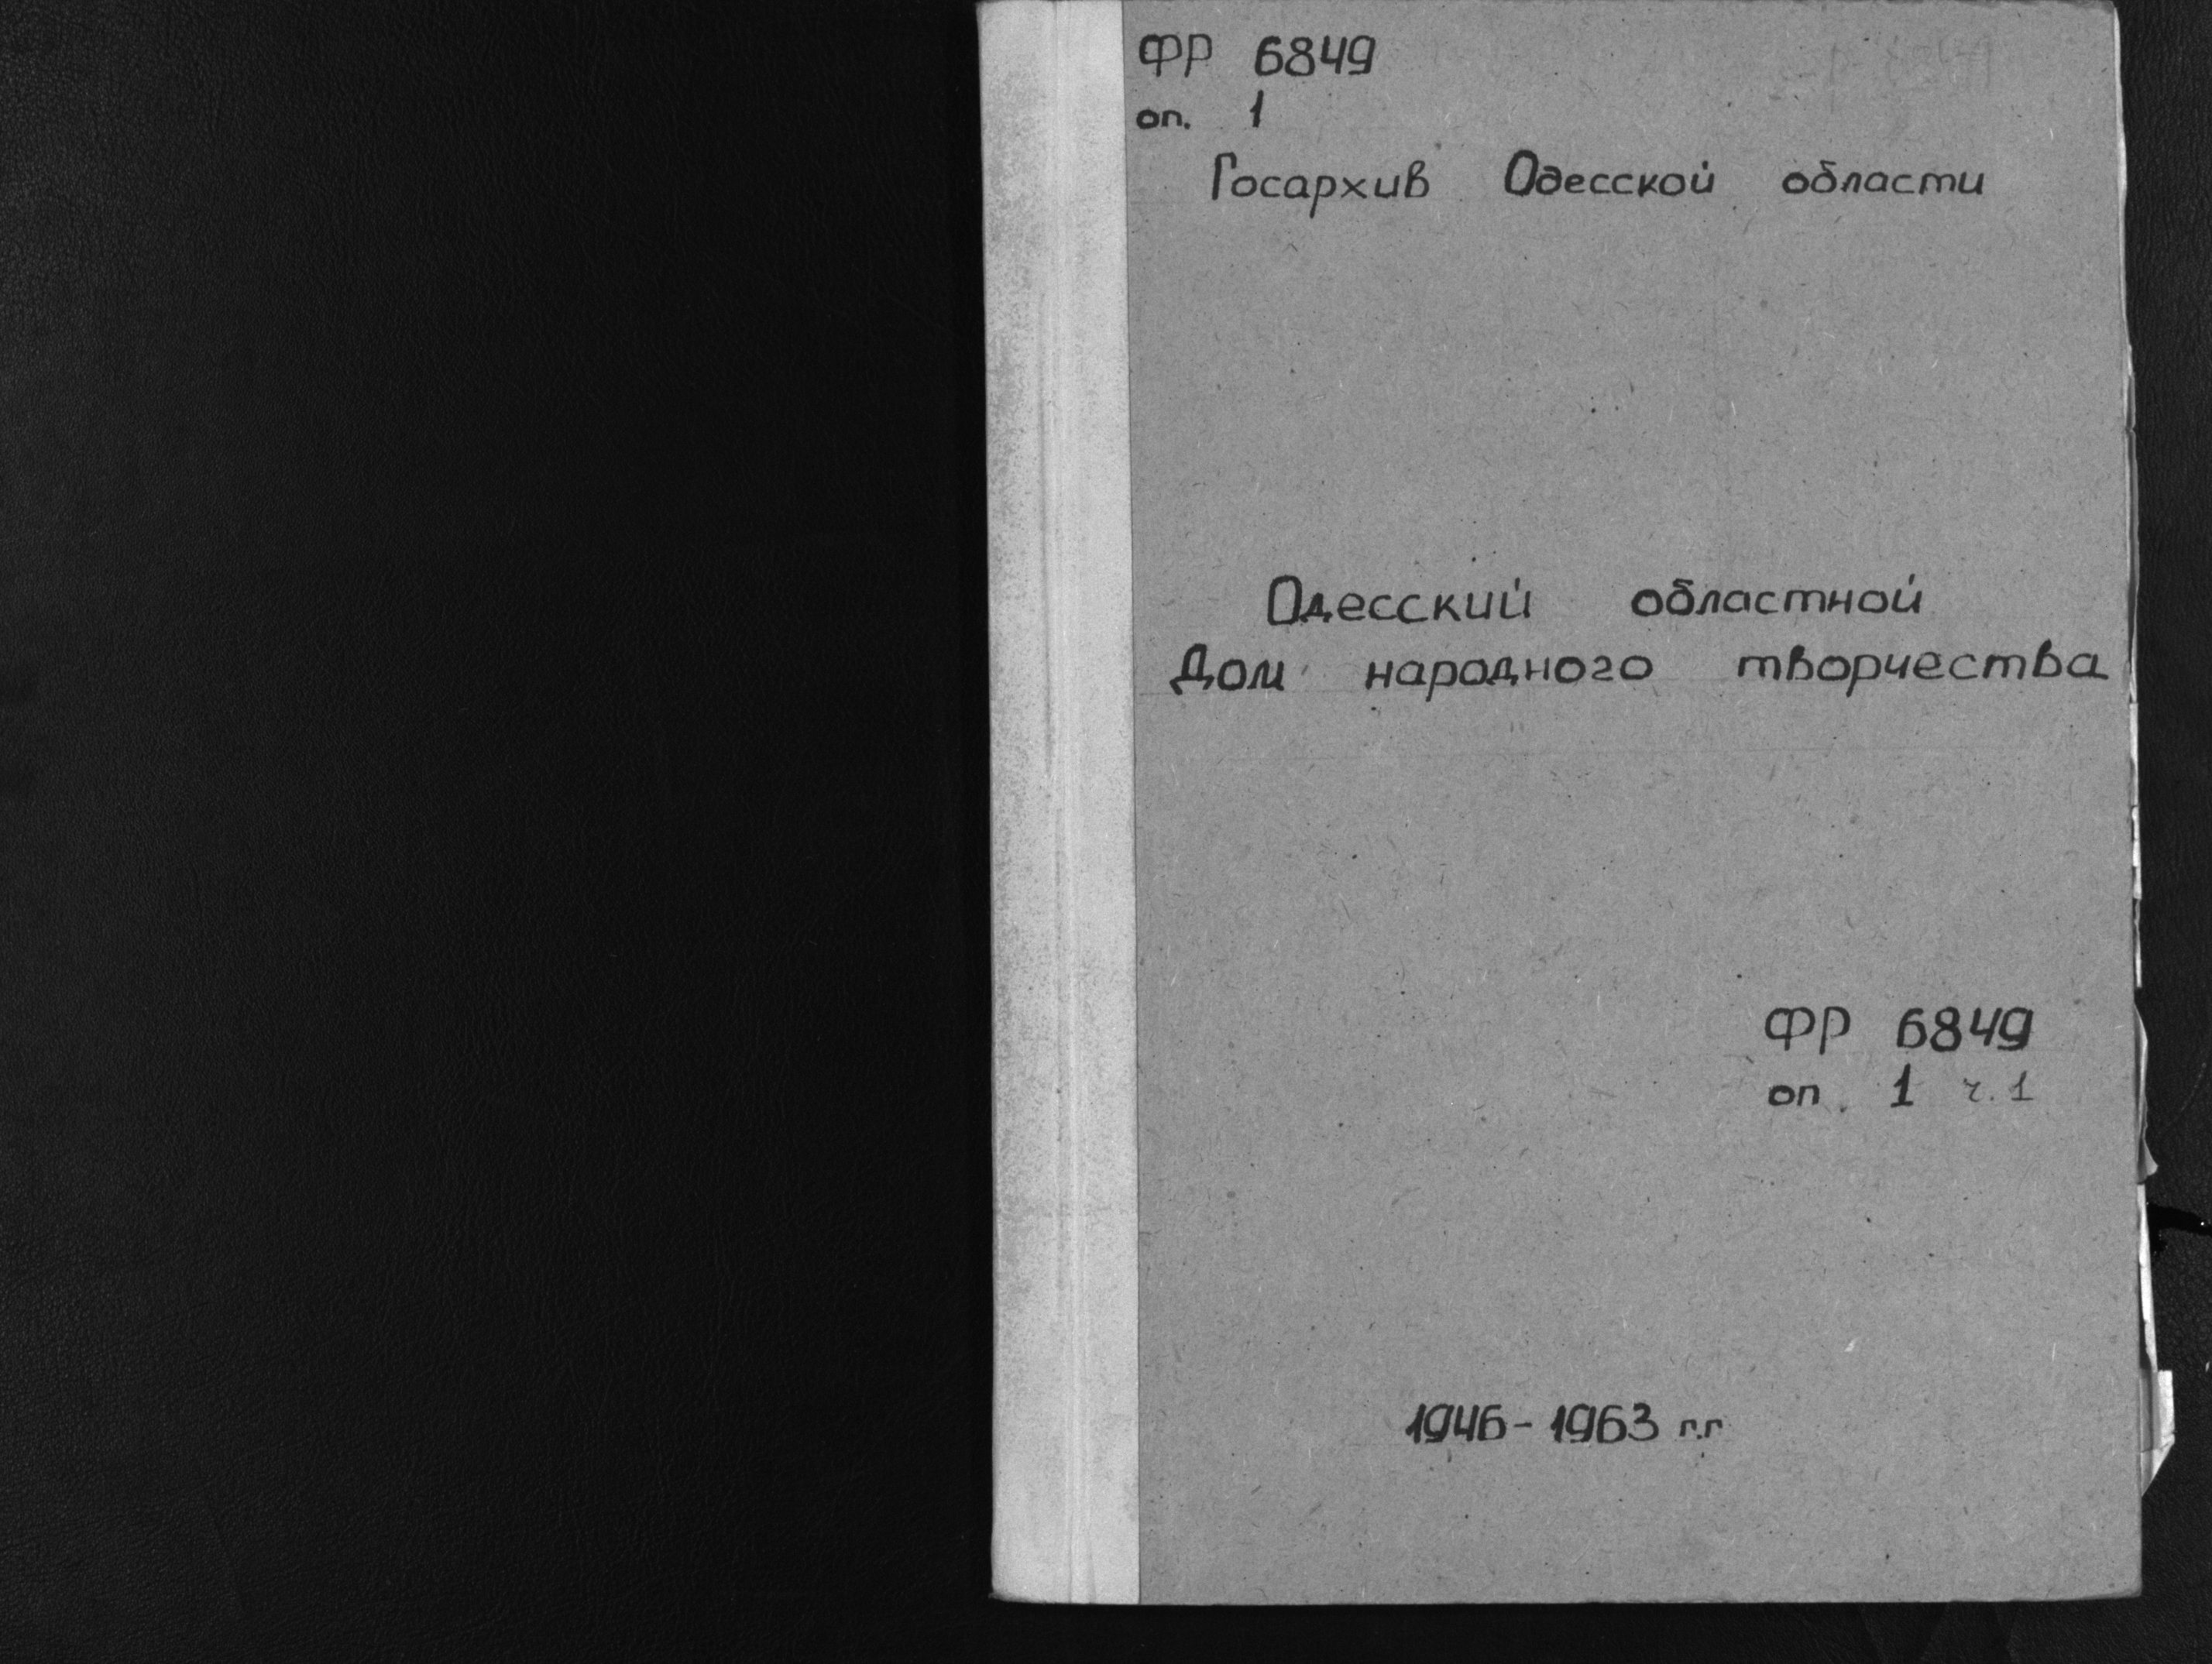 ФР 6849
оп. 1
Госархив Одесской области
Одесский областной
Дом народного творчества
ФР 6849
оп. 1 ч. 1
1946-1963 г.г